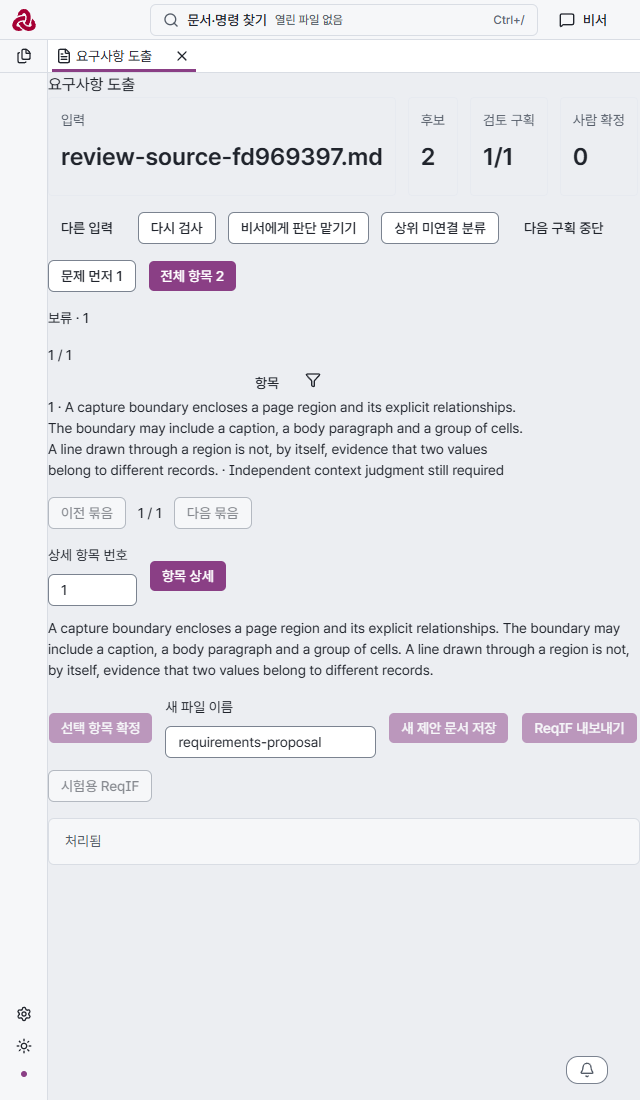 문서·명령 찾기 열린 파일 없음 Ctrl+/ 비서
요구사항 도출
요구사항 도출
입력 후보 검토 구획 사람 확정
review-source-fd969397.md 2 1/1 0
다른 입력 다시 검사 비서에게 판단 맡기기 상위 미연결 분류 다음 구획 중단
문제 먼저 1 전체 항목 2
보류 · 1
1 / 1
항목
1 · A capture boundary encloses a page region and its explicit relationships.
The boundary may include a caption, a body paragraph and a group of cells.
A line drawn through a region is not, by itself, evidence that two values
belong to different records. · Independent context judgment still required
이전 묶음 1 / 1 다음 묶음
상세 항목 번호
1 항목 상세
A capture boundary encloses a page region and its explicit relationships. The boundary may
include a caption, a body paragraph and a group of cells. A line drawn through a region is not,
by itself, evidence that two values belong to different records.
새 파일 이름
선택 항목 확정 requirements-proposal 새 제안 문서 저장 ReqIF 내보내기
시험용 ReqIF
처리됨